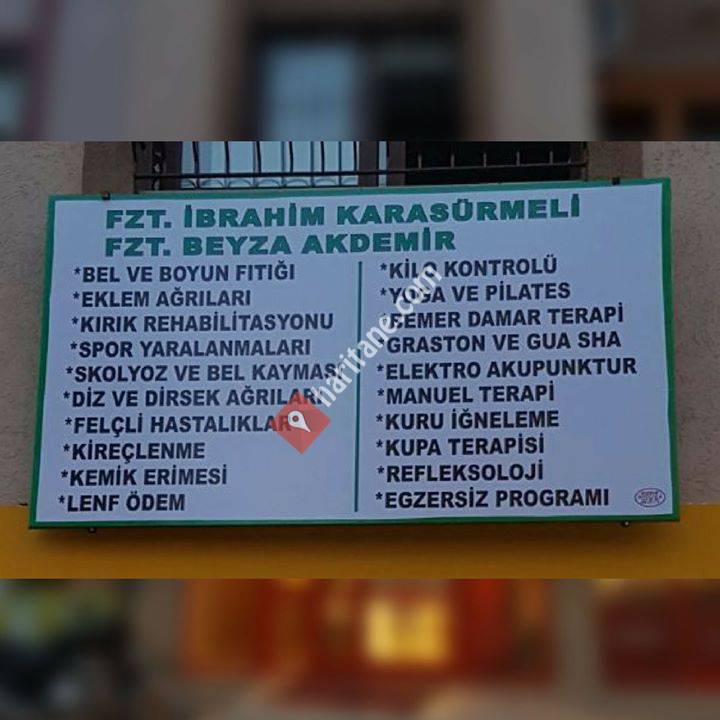 FZT. İBRAHİM KARASÜRMELİ
FZT. BEYZA AKDEMİR
*BEL VE BOYUN FITIĞI
*EKLEM AĞRILARI
*KIRIK REHABİLİTASYONU
*SPOR YARALANMALARI
*SKOLYOZ VE BEL KAYMASI
*DİZ VE DİRSEK AĞRILARI
*FELÇLİ HASTALIKLAR
*KİREÇLENME
*KEMİK ERİMESİ
*LENF ÖDEM
*KİLO KONTROLÜ
*YOGA VE PİLATES
*KEMER DAMAR TERAPİ
*GRASTON VE GUA SHA
*ELEKTRO AKUPUNKTUR
*MANUEL TERAPİ
*KURU İĞNELEME
*KUPA TERAPİSİ
*REFLEKSOLOJİ
*EGZERSİZ PROGRAMI
haritane.com